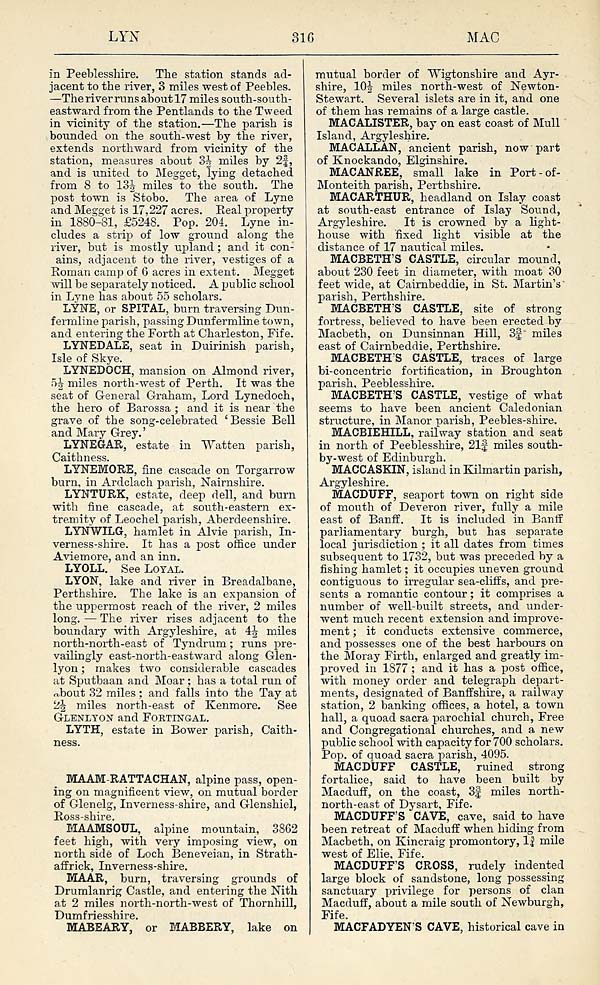 LYN 316 MAC
in Peeblesshire. The station stands ad-
jacent to the river, 3 miles west of Peebles.
—The river runs about 17 miles south-south-
eastward from the Pentlands to the Tweed
in vicinity of the station.—The parish is
bounded on the south-west by the river,
extends northward from vicinity of the
station, measures about 3½ miles by 2¾,
and is united to Megget, lying detached
from 8 to 13½ miles to the south. The
post town is Stobo. The area of Lyne
and Megget is 17,227 acres. Real property
in 1880-81, £5248. Pop. 204. Lyne in-
cludes a strip of low ground along the
river, but is mostly upland; and it con-
ains, adjacent to the river, vestiges of a
Roman camp of 6 acres in extent. Megget
will be separately noticed. A public school
in Lyne has about 55 scholars.
LYNE, or SPITAL, burn traversing Dun-
fermline parish, passing Dunfermline town,
and entering the Forth at Charleston, Fife.
LYNEDALE, seat in Duirinish parish,
Isle of Skye.
LYNEDOCH, mansion on Almond river,
5½ miles north-west of Perth. It was the
seat of General Graham, Lord Lynedoch,
the hero of Barossa; and it is near the
grave of the song-celebrated 'Bessie Bell
and Mary Grey.'
LYNEGAR, estate in Watten parish,
Caithness.
LYNEMORE, fine cascade on Torgarrow
burn, in Ardclach parish, Nairnshire.
LYNTURK, estate, deep dell, and burn
with fine cascade, at south-eastern ex-
tremity of Leochel parish, Aberdeenshire.
LYNWILG, hamlet in Alvie parish, In-
verness-shire. It has a post office under
Aviemore, and an inn.
LYOLL. See LOYAL.
LYON, lake and river in Breadalbane,
Perthshire. The lake is an expansion of
the uppermost reach of the river, 2 miles
long. — The river rises adjacent to the
boundary with Argyleshire, at 4½ miles
north-north-east of Tyndrum; runs pre-
vailingly east-north-eastward along Glen-
lyon; makes two considerable cascades
at Sputbaan and Moar; has a total run of
about 32 miles; and falls into the Tay at
2½ miles north-east of Kenmore. See
GLENLYON and FORTINGAL.
LYTH, estate in Bower parish, Caith-
ness.
MAAM-RATTACHAN, alpine pass, open-
ing on magnificent view, on mutual border
of Glenelg, Inverness-shire, and Glenshiel,
Ross-shire.
MAAMSOUL, alpine mountain, 3862
feet high, with very imposing view, on
north side of Loch Beneveian, in Strath-
affrick, Inverness-shire.
MAAR, burn, traversing grounds of
Drumlanrig Castle, and entering the Nith
at 2 miles north-north-west of Thornhill,
Dumfriesshire.
MABEARY, or MABBERY, lake on
mutual border of Wigtonshire and Ayr-
shire, 10½ miles north-west of Newton-
Stewart. Several islets are in it, and one
of them has remains of a large castle.
MACALISTER, bay on east coast of Mull
Island, Argyleshire.
MACALLAN, ancient parish, now part
of Knockando, Elginshire.
MACANREE, small lake in Port-of-
Monteith parish, Perthshire.
MACARTHUR, headland on Islay coast
at south-east entrance of Islay Sound,
Argyleshire. It is crowned by a light-
house with fixed light visible at the
distance of 17 nautical miles.
MACBETH'S CASTLE, circular mound,
about 230 feet in diameter, with moat 30
feet wide, at Cairnbeddie, in St. Martin's
parish, Perthshire.
MACBETH'S CASTLE, site of strong
fortress, believed to have been erected by
Macbeth, on Dunsinnan Hill, 3¾ miles
east of Cairnbeddie, Perthshire.
MACBETH'S CASTLE, traces of large
bi-concentric fortification, in Broughton
parish, Peeblesshire.
MACBETH'S CASTLE, vestige of what
seems to have been ancient Caledonian
structure, in Manor parish, Peebles-shire.
MACBIEHILL, railway station and seat
in north of Peeblesshire, 21¾ miles south-
by-west of Edinburgh.
MACCASKIN, island in Kilmartin parish,
Argyleshire.
MACDUFF, seaport town on right side
of mouth of Deveron river, fully a mile
east of Banff. It is included in Banff
parliamentary burgh, but has separate
local jurisdiction; it all dates from times
subsequent to 1732, but was preceded by a
fishing hamlet; it occupies uneven ground
contiguous to irregular sea-cliffs, and pre-
sents a romantic contour; it comprises a
number of well-built streets, and under-
went much recent extension and improve-
ment; it conducts extensive commerce,
and possesses one of the best harbours on
the Moray Firth, enlarged and greatly im-
proved in 1877; and it has a post office,
with money order and telegraph depart-
ments, designated of Banffshire, a railway
station, 2 banking offices, a hotel, a town
hall, a quoad sacra parochial church, Free
and Congregational churches, and a new
public school with capacity for 700 scholars.
Pop. of quoad sacra parish, 4095.
MACDUFF CASTLE, ruined strong
fortalice, said to have been built by
Macduff, on the coast, 3¾ miles north-
north-east of Dysart, Fife.
MACDUFF'S CAVE, cave, said to have
been retreat of Macduff when hiding from
Macbeth, on Kincraig promontory, 1¾ mile
west of Elie, Fife.
MACDUFF'S CROSS, rudely indented
large block of sandstone, long possessing
sanctuary privilege for persons of clan
Macduff, about a mile south of Newburgh,
Fife.
MACFADYEN'S CAVE, historical cave in